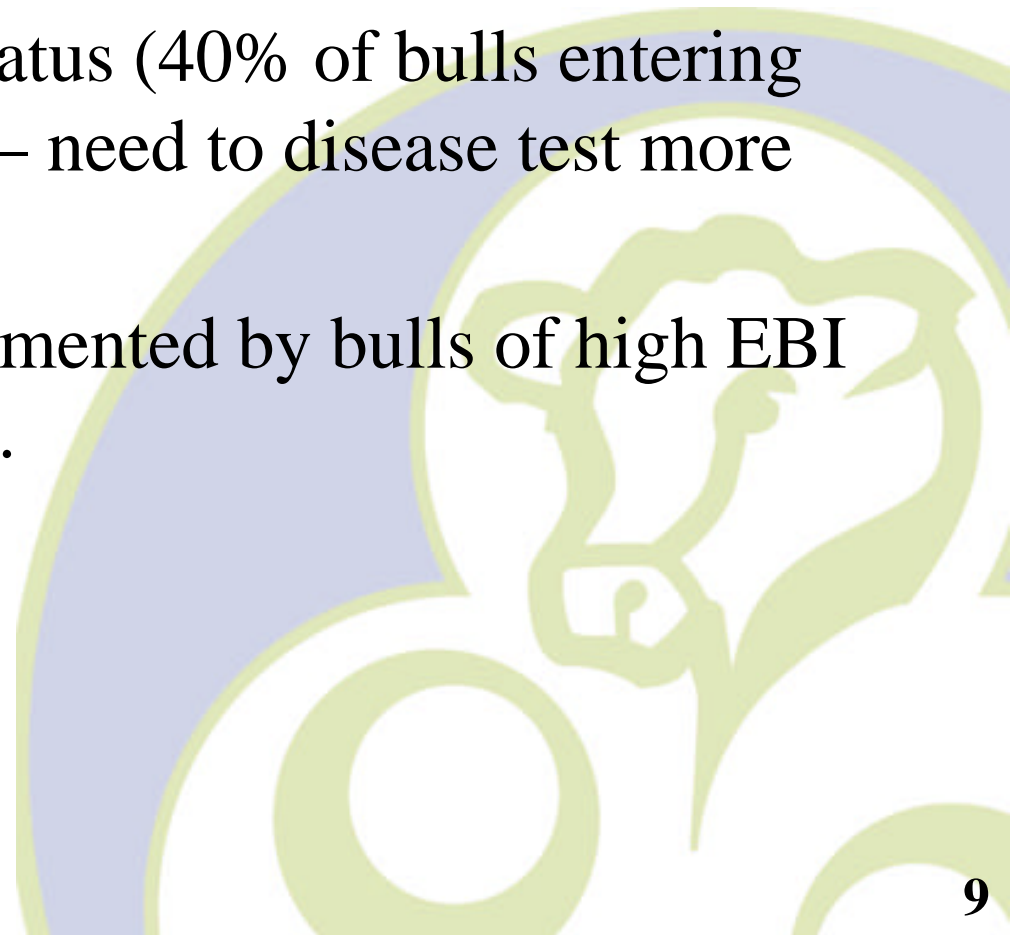 atus (40% of bulls entering
– need to disease test more
mented by bulls of high EBI
.
9